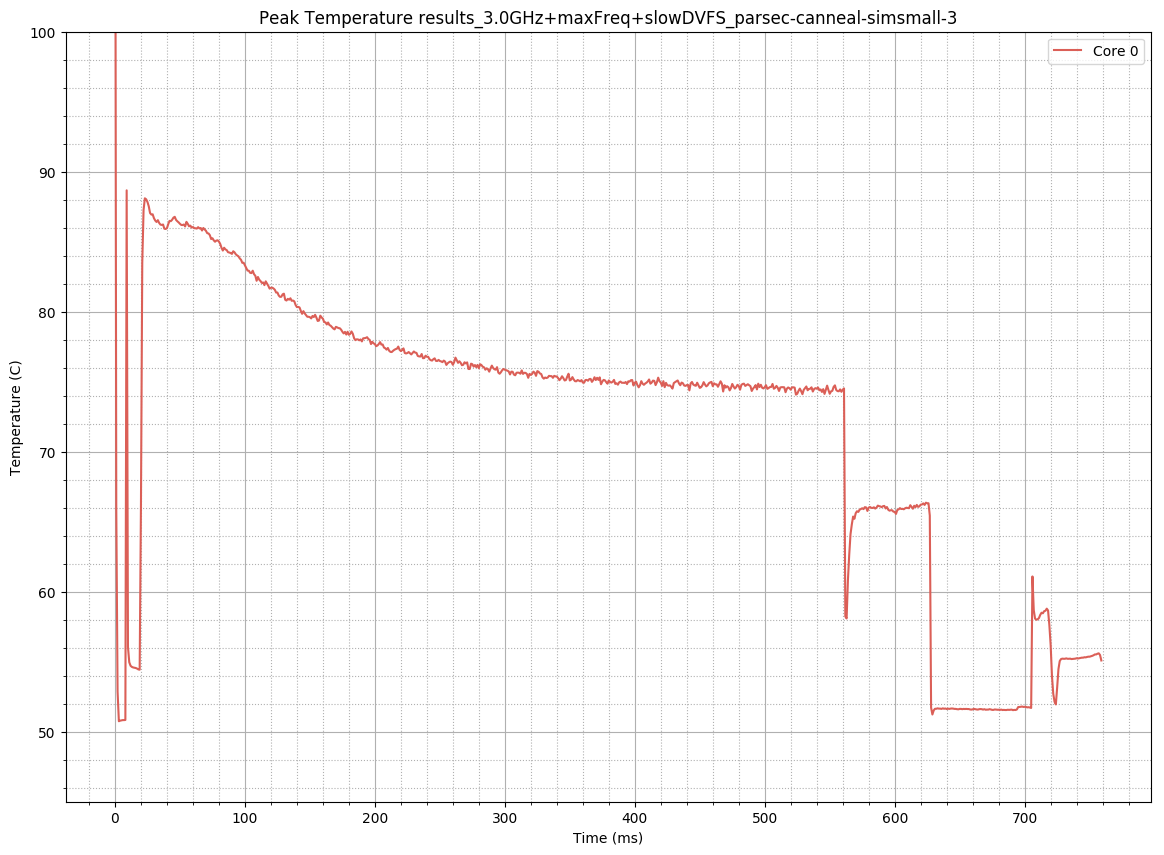 Peak Temperature results_3.0GHz+maxFreq+slowDVFS_parsec-canneal-simsmall-3
Core 0
Temperature (C)
100
90
80
70
60
50
0 100 200 300 400 500 600 700
Time (ms)